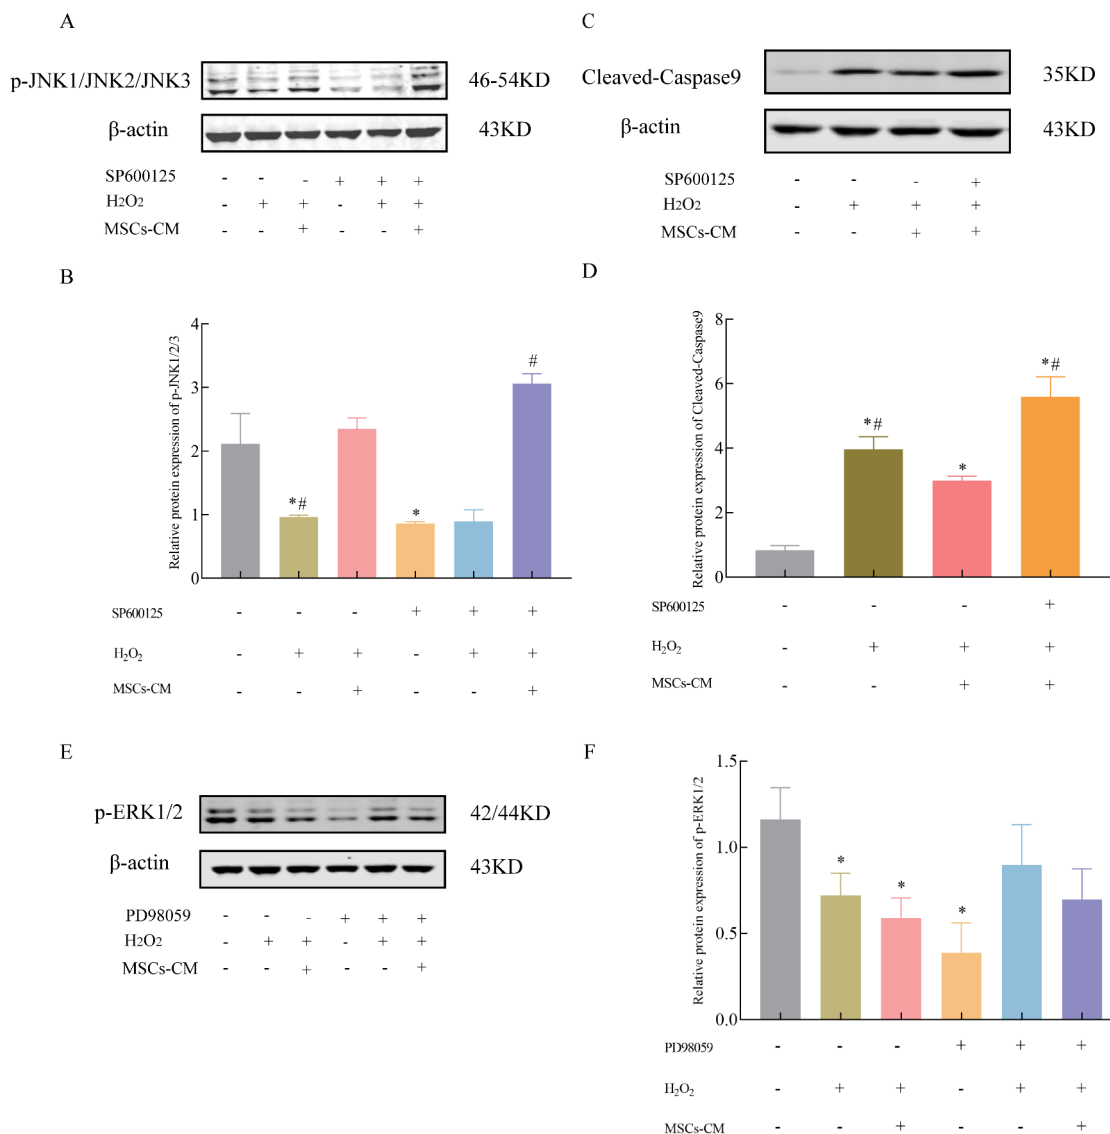 A
p-JNK1/JNK2/JNK3
46-54KD
β-actin
43KD
SP600125 - - - + + +
H2O2 - + + - + +
MSCs-CM - - + - - +
C
Cleaved-Caspase9
35KD
β-actin
43KD
SP600125 - - - +
H2O2 - + + +
MSCs-CM - - + +
B
Relative protein expression of p-JNK1/2/3
4
3
2
1
0
*# * #
SP600125 - - - + + +
H2O2 - + + - + +
MSCs-CM - - + - - +
D
Relative protein expression of Cleaved-Caspase9
8
6
4
2
0
*# * *#
SP600125 - - - +
H2O2 - + + +
MSCs-CM - - + +
E
p-ERK1/2
42/44KD
β-actin
43KD
PD98059 - - - + + +
H2O2 - + + - + +
MSCs-CM - - + - - +
F
Relative protein expression of p-ERK1/2
1.5
1.0
0.5
0.0
* * *
PD98059 - - - + + +
H2O2 - + + - + +
MSCs-CM - - + - - +